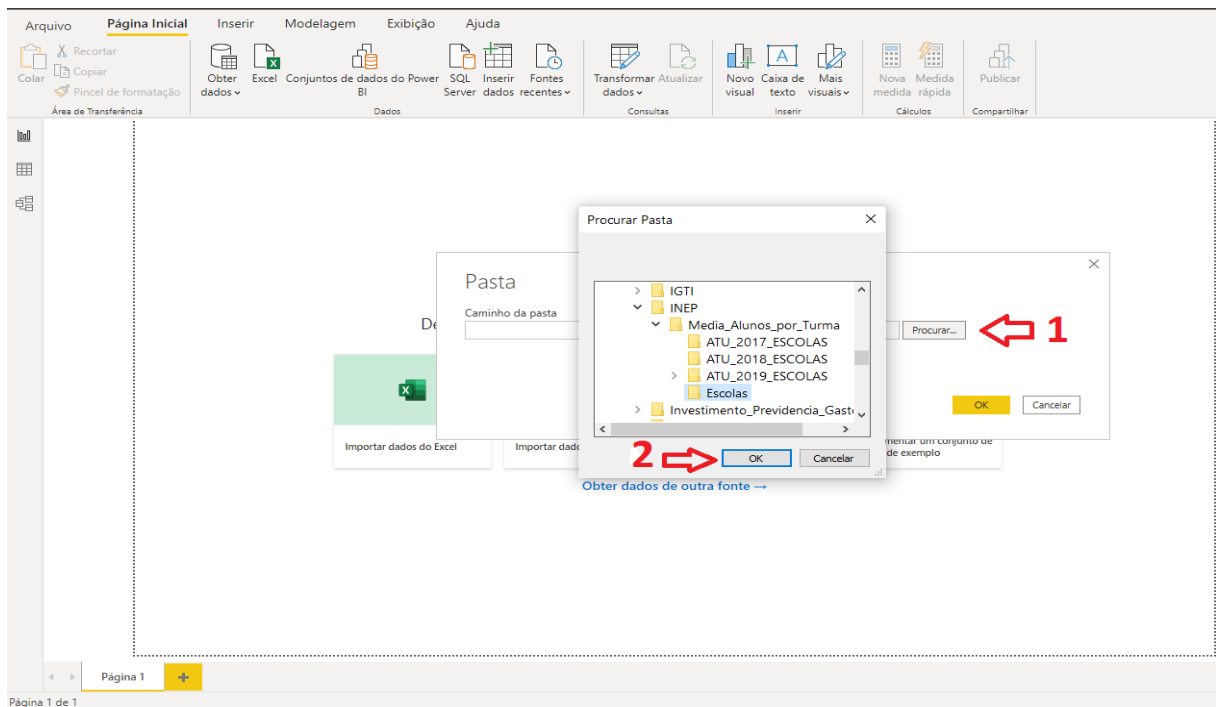 Arquivo Página Inicial Inserir Modelagem Exibição Ajuda
Recortar
Copiar
Pincel de formatação
Colar
Área de Transferência
Obter dados
Excel
Conjuntos de dados do Power BI
SQL Server
Inserir dados
Fontes recentes
Dados
Transformar dados
Atualizar
Consultas
Novo visual
Caixa de texto
Mais visuais
Inserir
Nova medida
Medida rápida
Cálculos
Publicar
Compartilhar
Procurar Pasta
IGTI
INEP
Media_Alunos_por_Turma
ATU_2017_ESCOLAS
ATU_2018_ESCOLAS
ATU_2019_ESCOLAS
Escolas
Investimento_Previdencia_Gast
OK Cancelar
2
Pasta
Caminho da pasta
Procurar...
1
OK Cancelar
De
Importar dados do Excel
Importar dad
mentar um conjunto de
de exemplo
Obter dados de outra fonte →
Página 1 +
Página 1 de 1